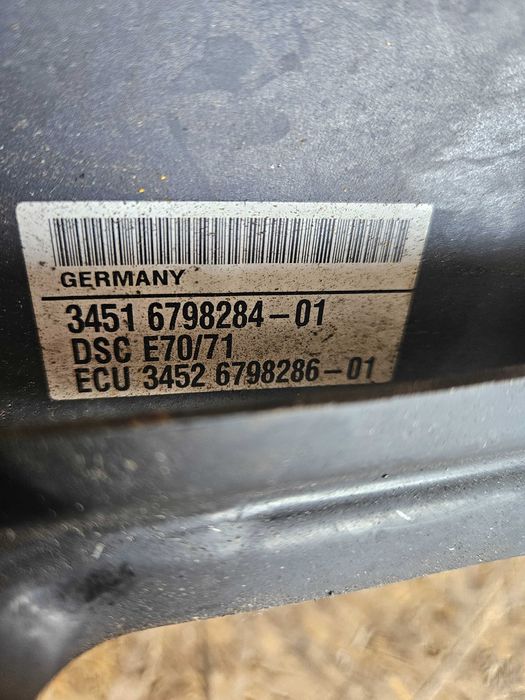 GERMANY
3451 6798284-01
DSC E70/71
ECU 3452 6798286-01